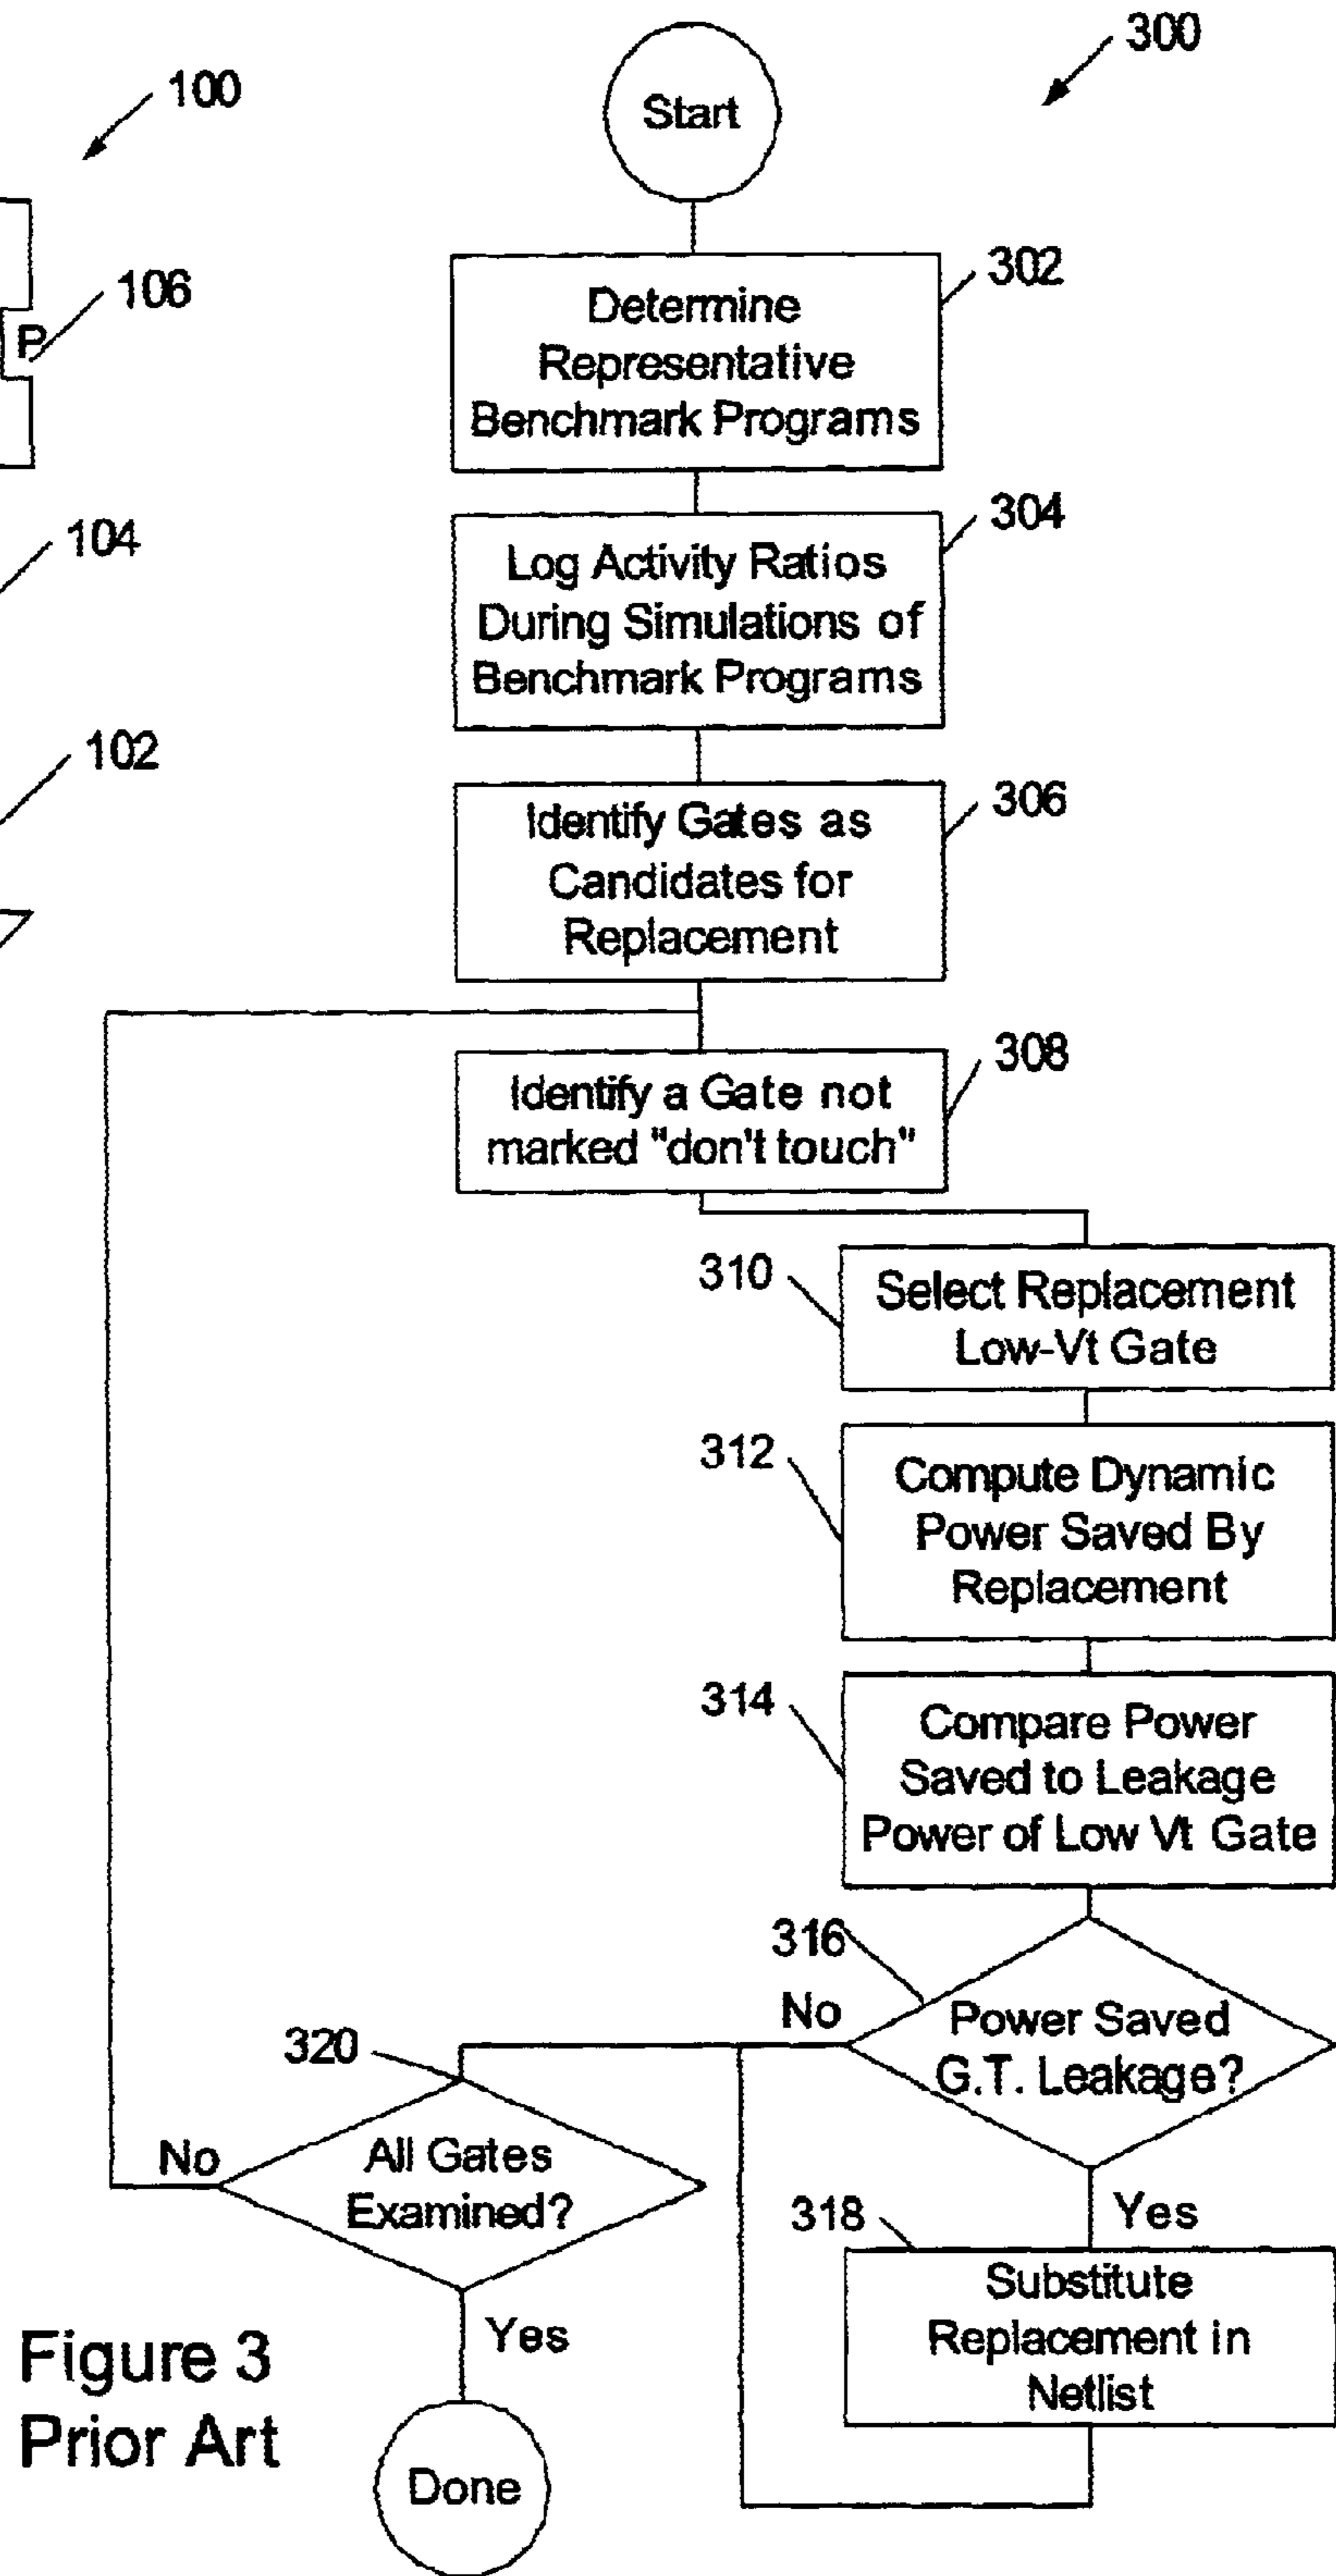 100
300
Start
106
P
302
Determine
Representative
Benchmark Programs
104
304
Log Activity Ratios
During Simulations of
Benchmark Programs
102
306
Identify Gates as
Candidates for
Replacement
308
Identify a Gate not
marked "don't touch"
310
Select Replacement
Low-Vt Gate
312
Compute Dynamic
Power Saved By
Replacement
314
Compare Power
Saved to Leakage
Power of Low Vt Gate
316
No
Power Saved
G.T. Leakage?
320
No
All Gates
Examined?
Yes
318
Substitute
Replacement in
Netlist
Yes
Done
Figure 3
Prior Art